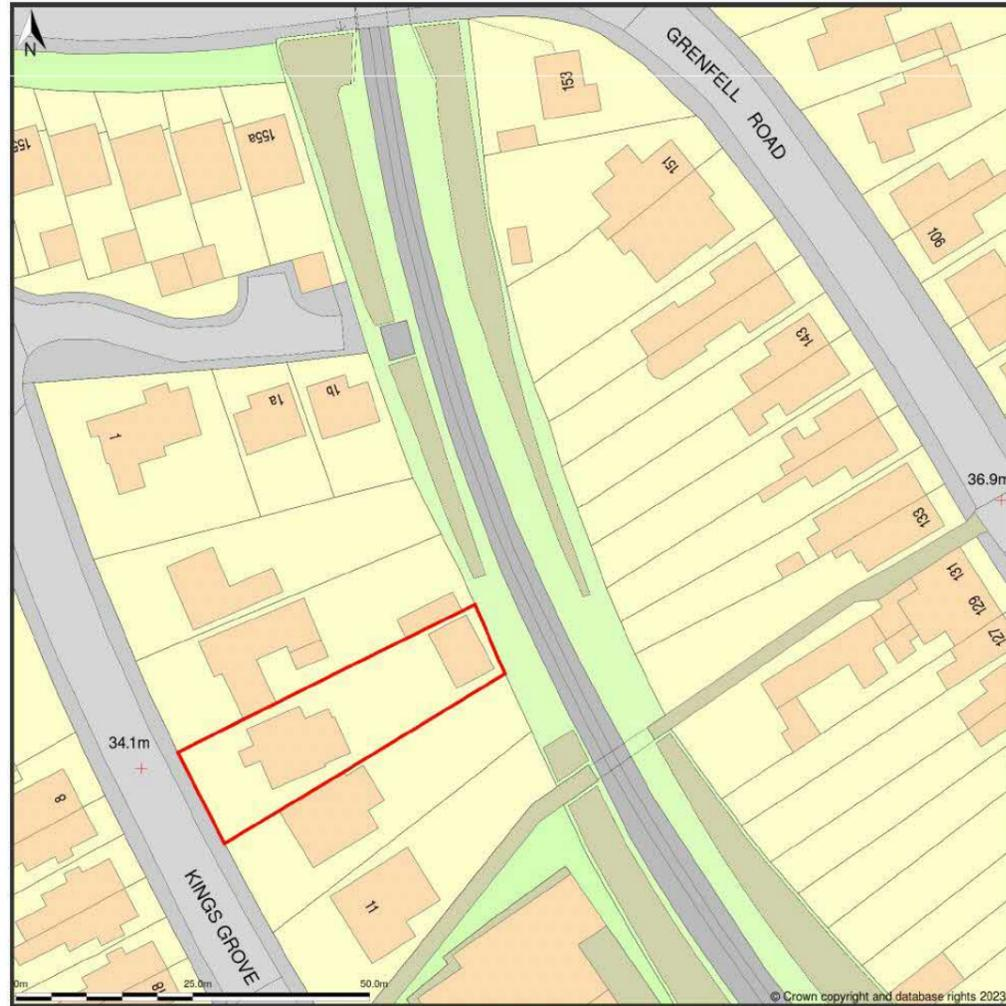 N
GRENFELL ROAD
153
155a
151
106
143
1
1a
1b
36.9m
133
131
129
127
34.1m
8
11
KINGS GROVE
0m
25.0m
50.0m
© Crown copyright and database rights 2023